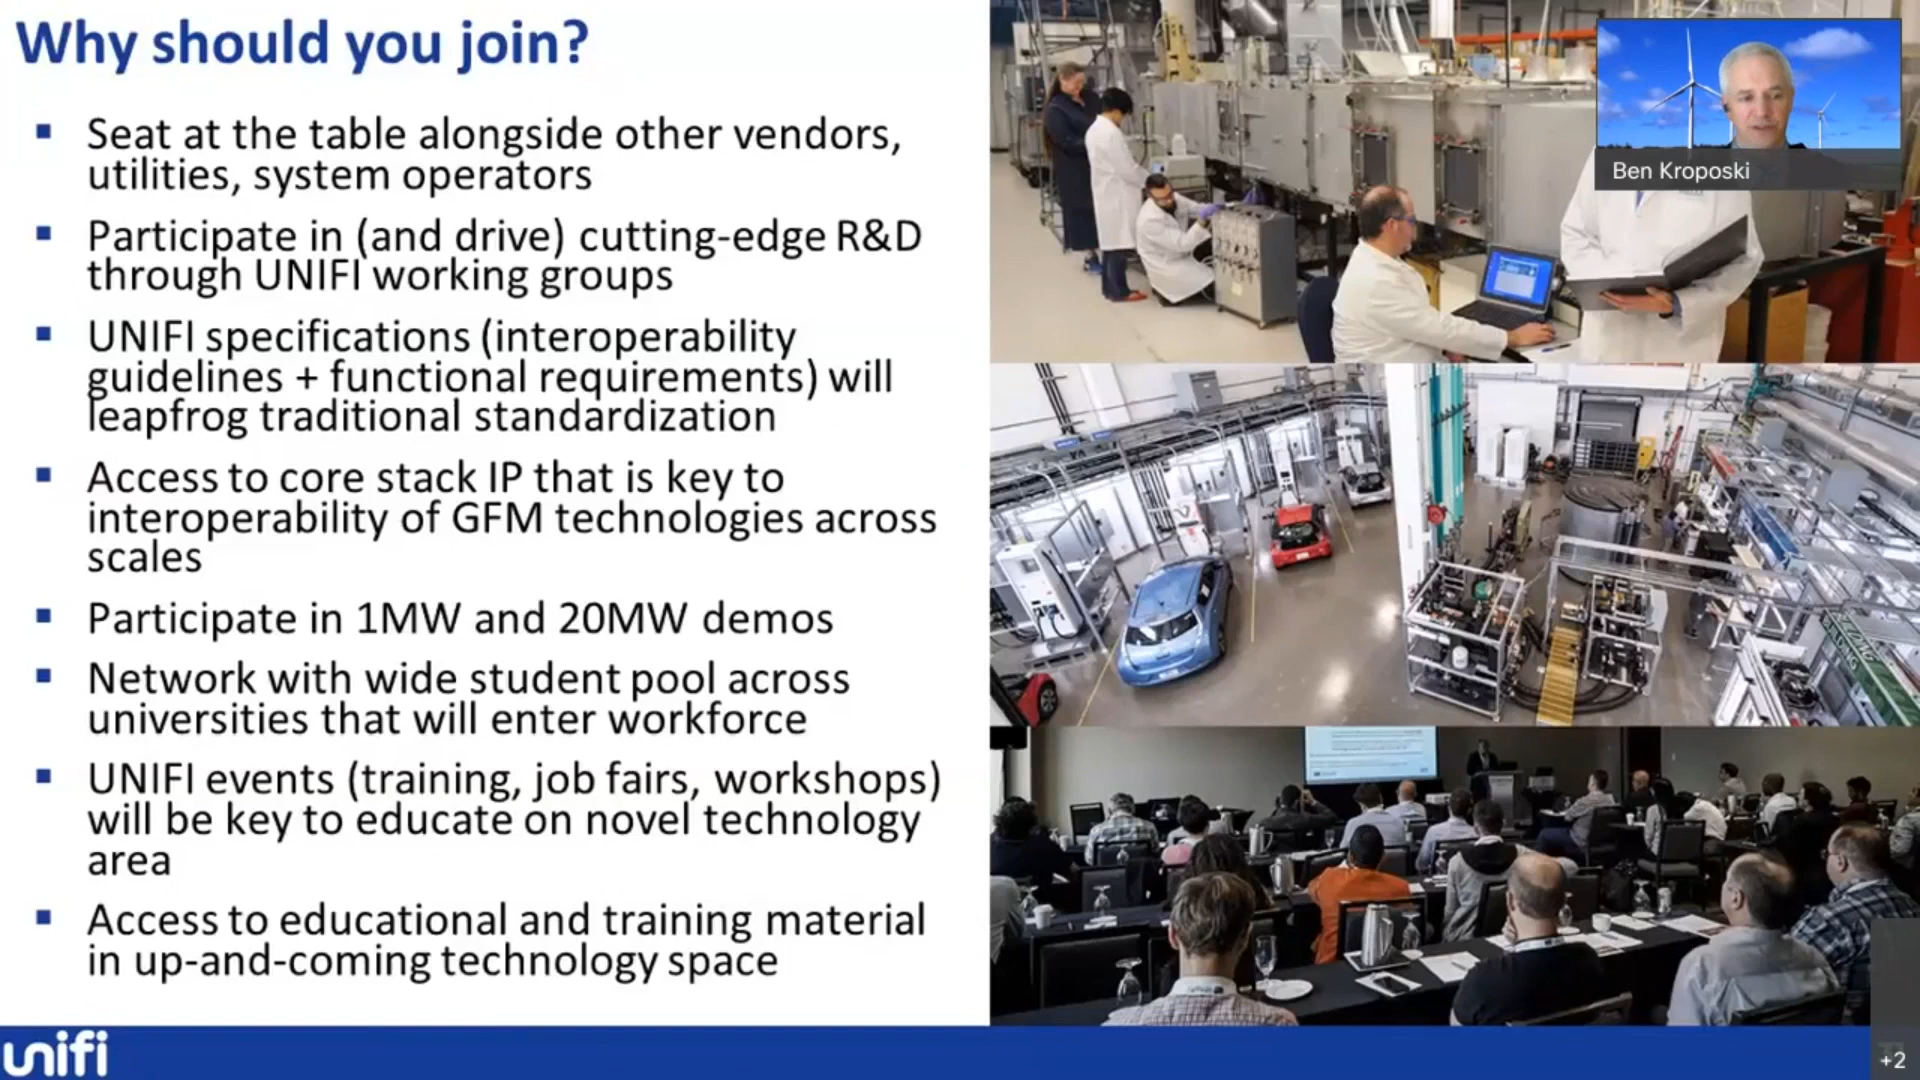 Why should you join?
Seat at the table alongside other vendors,
utilities, system operators
Participate in (and drive) cutting-edge R&D
through UNIFI working groups
UNIFI specifications (interoperability
guidelines + functional requirements) will
leapfrog traditional standardization
Access to core stack IP that is key to
interoperability of GFM technologies across
scales
Participate in 1MW and 20MW demos
Network with wide student pool across
universities that will enter workforce
UNIFI events (training, job fairs, workshops)
will be key to educate on novel technology
area
Access to educational and training material
in up-and-coming technology space
Ben Kroposki
unifi
+2